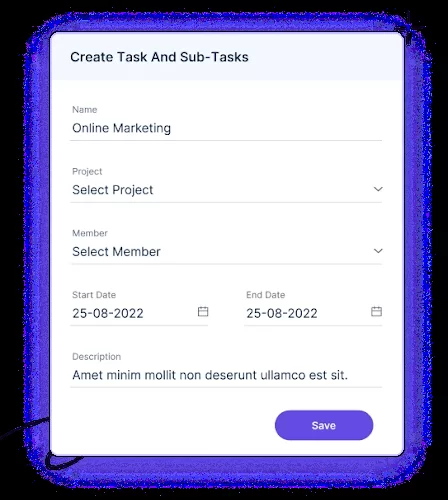 Create Task And Sub-Tasks
Name
Online Marketing
Project
Select Project
Member
Select Member
Start Date
End Date
25-08-2022
25-08-2022
Description
Amet minim mollit non deserunt ullamco est sit.
Save